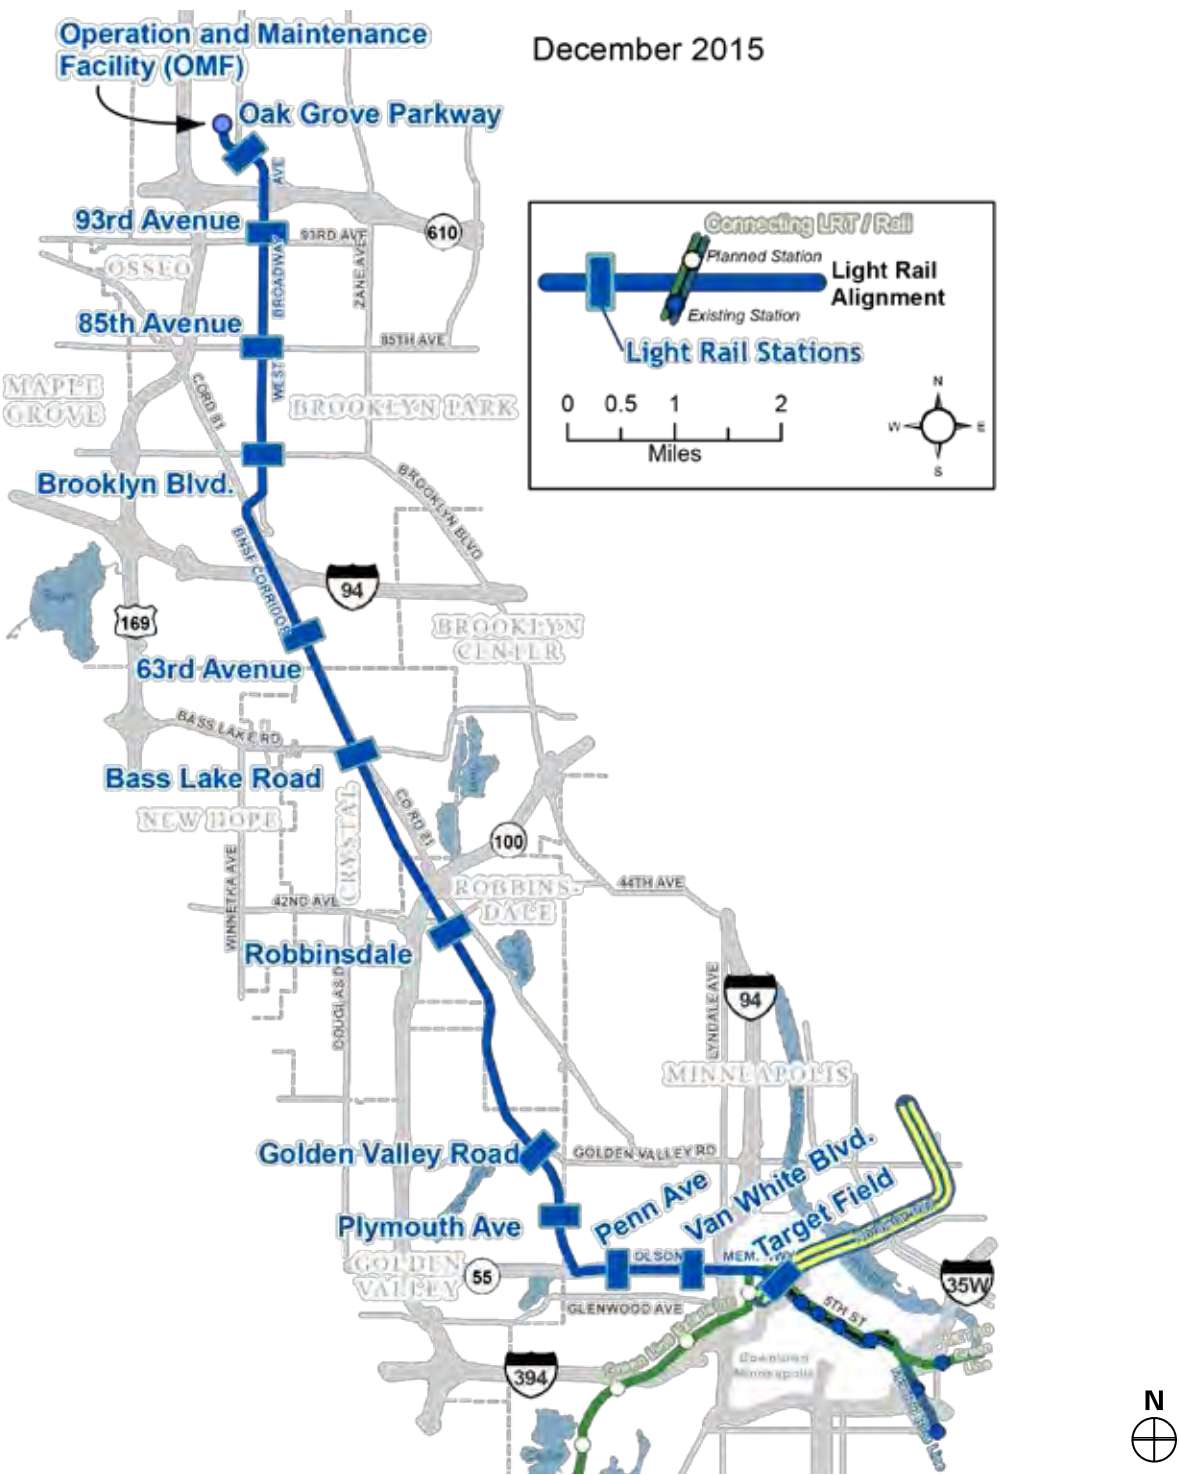 Operation and Maintenance
Facility (OMF)
December 2015
Oak Grove Parkway
AVE
93rd Avenue
93RD AVE
610
OSSEO
ZANE AVE
BROADWAY
85th Avenue
85TH AVE
WEST
MAPLE
GROVE
CORD 81
BROOKLYN PARK
Connecting LRT / Rail
Planned Station
Light Rail
Alignment
Existing Station
Light Rail Stations
0 0.5 1 2
Miles
N
W E
S
Brooklyn Blvd.
BROOKLYN BLVD
BNSF CORRIDOR
94
169
BROOKLYN
CENTER
63rd Avenue
BASS LAKE RD
Bass Lake Road
NEW HOPE
CRYSTAL
CO RD 81
100
WINNETKA AVE
42ND AVE
ROBBINS-
DALE
44TH AVE
Robbinsdale
DOUGLAS D
LYNDALE AVE
94
MINNEAPOLIS
Golden Valley Road
GOLDEN VALLEY RD
Plymouth Ave
Penn Ave
Van White Blvd.
Target Field
GOLDEN
VALLEY
55
OLSON
MEM. HWY
35W
GLENWOOD AVE
5TH ST
Green Line
Downtown
Minneapolis
394
Line
N